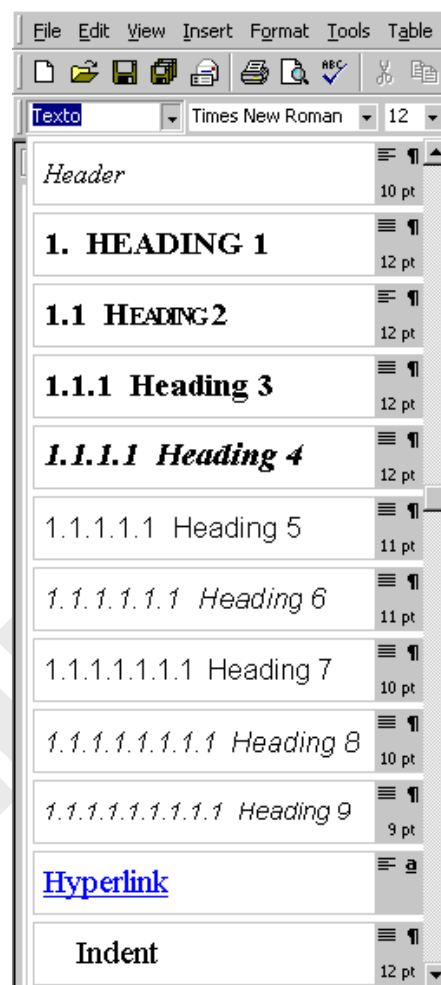 File Edit View Insert Format Tools Table
ABC
Texto Times New Roman 12
Header ¶
10 pt
1. HEADING 1 ¶
12 pt
1.1 HEADING 2 ¶
12 pt
1.1.1 Heading 3 ¶
12 pt
1.1.1.1 Heading 4 ¶
12 pt
1.1.1.1.1 Heading 5 ¶
11 pt
1.1.1.1.1.1 Heading 6 ¶
11 pt
1.1.1.1.1.1.1 Heading 7 ¶
10 pt
1.1.1.1.1.1.1.1 Heading 8 ¶
10 pt
1.1.1.1.1.1.1.1.1 Heading 9 ¶
9 pt
Hyperlink a
Indent ¶
12 pt